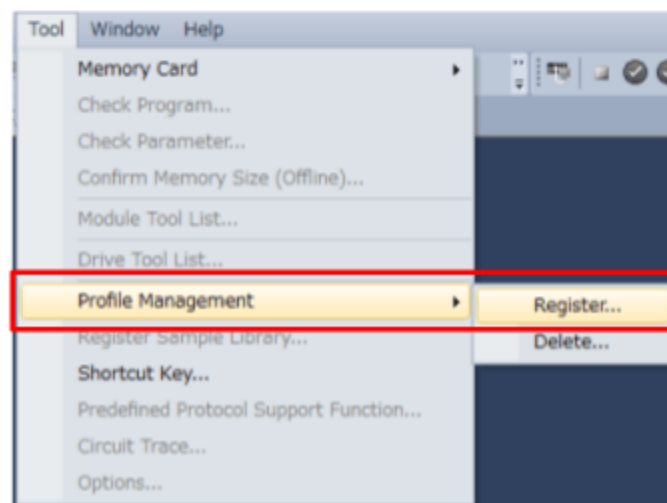 Tool Window Help
Memory Card
Check Program...
Check Parameter...
Confirm Memory Size (Offline)...
Module Tool List...
Drive Tool List...
Profile Management Register...
Register Sample Library... Delete...
Shortcut Key...
Predefined Protocol Support Function...
Circuit Trace...
Options...